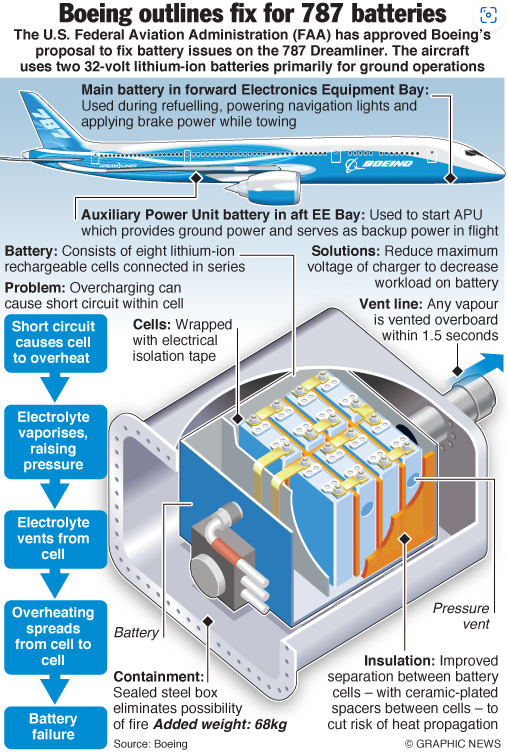 Boeing outlines fix for 787 batteries
The U.S. Federal Aviation Administration (FAA) has approved Boeing's
proposal to fix battery issues on the 787 Dreamliner. The aircraft
uses two 32-volt lithium-ion batteries primarily for ground operations
Main battery in forward Electronics Equipment Bay:
Used during refuelling, powering navigation lights and
applying brake power while towing
787
DREAMLINER
BOEING
Auxiliary Power Unit battery in aft EE Bay: Used to start APU
which provides ground power and serves as backup power in flight
Battery: Consists of eight lithium-ion
rechargeable cells connected in series
Problem: Overcharging can
cause short circuit within cell
Solutions: Reduce maximum
voltage of charger to decrease
workload on battery
Vent line: Any vapour
is vented overboard
within 1.5 seconds
Cells: Wrapped
with electrical
isolation tape
Short circuit
causes cell
to overheat
Electrolyte
vaporises,
raising
pressure
Electrolyte
vents from
cell
Overheating
spreads
from cell to
cell
Battery
failure
Battery
Pressure
vent
Containment:
Sealed steel box
eliminates possibility
of fire Added weight: 68kg
Insulation: Improved
separation between battery
cells – with ceramic-plated
spacers between cells – to
cut risk of heat propagation
Source: Boeing
© GRAPHIC NEWS